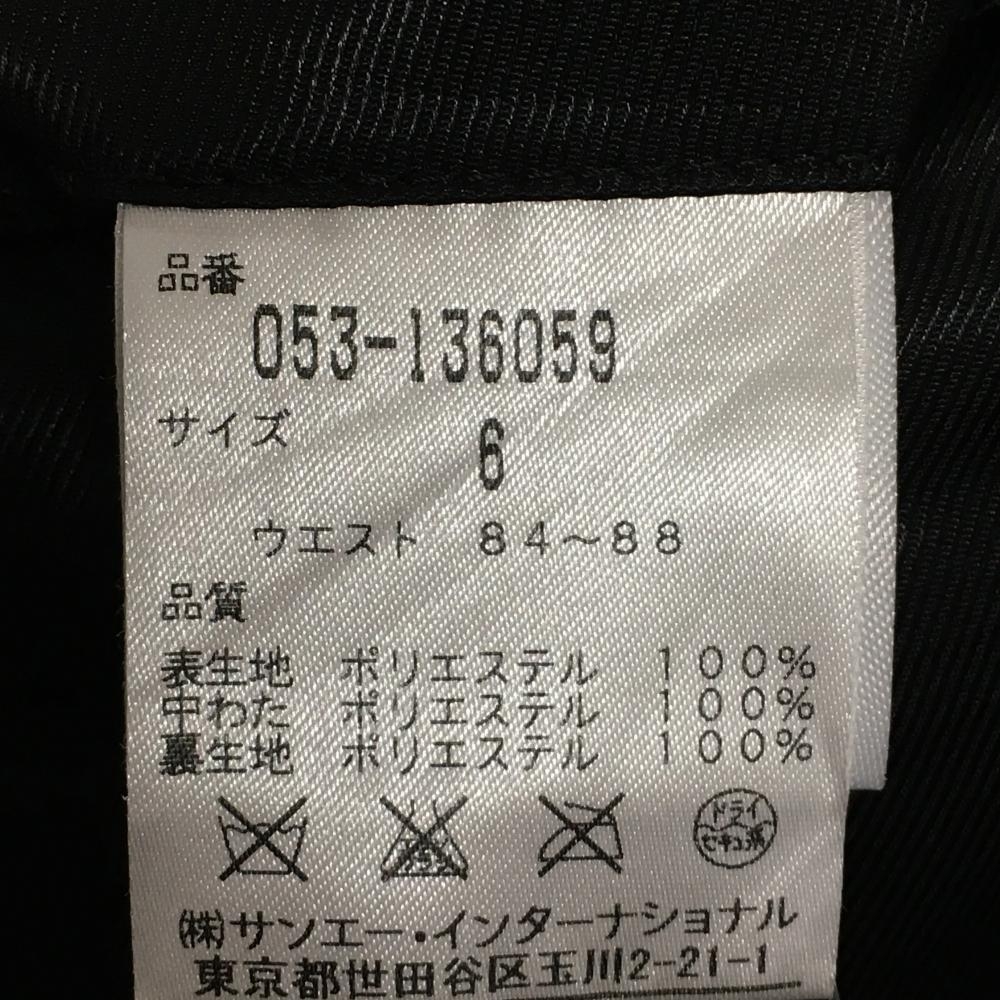 品番
053-136059
サイズ
6
ウエスト 84~88
品質
表生地 ポリエステル 100%
中わた ポリエステル 100%
裏生地 ポリエステル 100%
ドライ
セキユ系
(株)サンエー・インターナショナル
東京都世田谷区玉川2-21-1